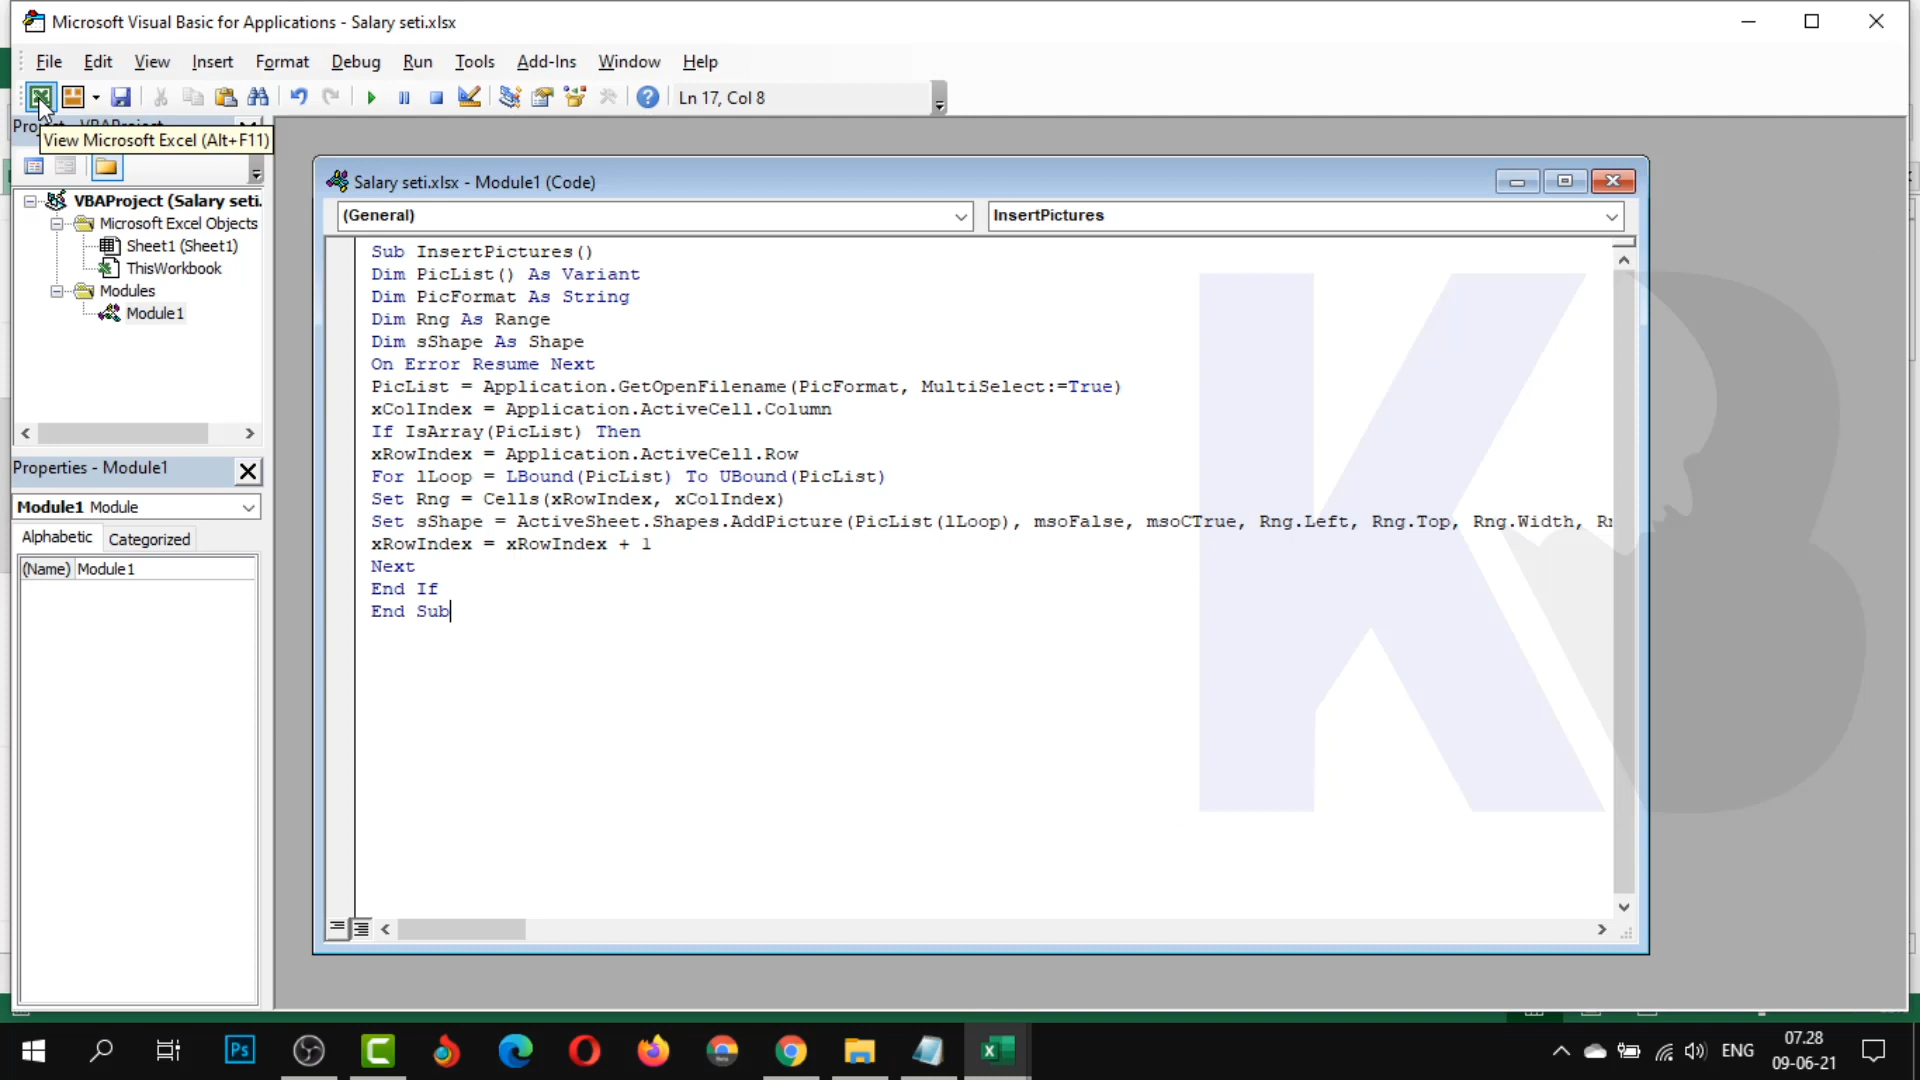 Microsoft Visual Basic for Applications - Salary seti.xlsx
File Edit View Insert Format Debug Run Tools Add-Ins Window Help
Ln 17, Col 8
View Microsoft Excel (Alt+F11)
VBAProject (Salary seti.
Microsoft Excel Objects
Sheet1 (Sheet1)
ThisWorkbook
Modules
Module1
Properties - Module1
Module1 Module
Alphabetic Categorized
(Name) Module1
Salary seti.xlsx - Module1 (Code)
(General) InsertPictures
Sub InsertPictures()
Dim PicList() As Variant
Dim PicFormat As String
Dim Rng As Range
Dim sShape As Shape
On Error Resume Next
PicList = Application.GetOpenFilename(PicFormat, MultiSelect:=True)
xColIndex = Application.ActiveCell.Column
If IsArray(PicList) Then
xRowIndex = Application.ActiveCell.Row
For lLoop = LBound(PicList) To UBound(PicList)
Set Rng = Cells(xRowIndex, xColIndex)
Set sShape = ActiveSheet.Shapes.AddPicture(PicList(lLoop), msoFalse, msoCTrue, Rng.Left, Rng.Top, Rng.Width,
xRowIndex = xRowIndex + 1
Next
End If
End Sub
KB
Ps
ENG
07.28
09-06-21